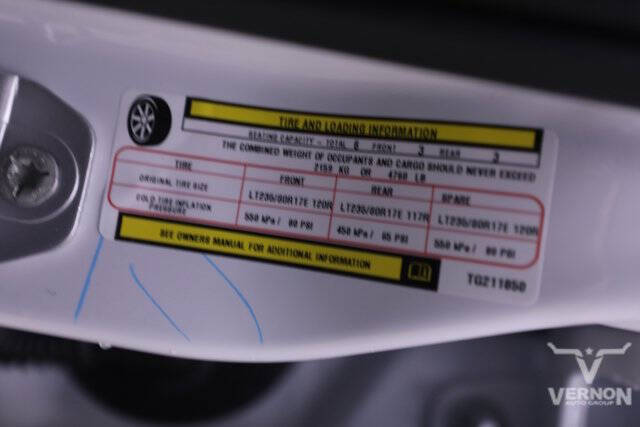 TIRE AND LOADING INFORMATION
SEATING CAPACITY - TOTAL 6 FRONT 3 REAR 3
THE COMBINED WEIGHT OF OCCUPANTS AND CARGO SHOULD NEVER EXCEED
2159 KG OR 4760 LB
TIRE FRONT REAR SPARE
ORIGINAL TIRE SIZE LT235/80R17E 120R LT235/80R17E 117R LT235/80R17E 120R
COLD TIRE INFLATION PRESSURE 550 kPa / 80 PSI 450 kPa / 65 PSI 550 kPa / 80 PSI
SEE OWNERS MANUAL FOR ADDITIONAL INFORMATION
TG211850
VERNON
AUTO GROUP